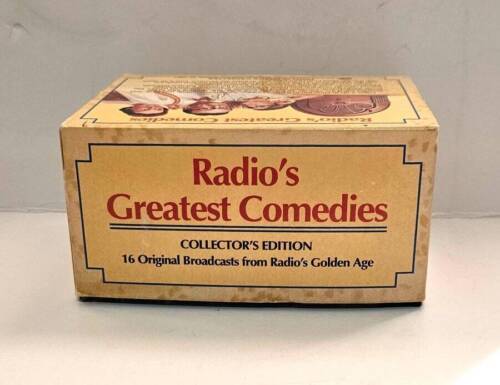 Radio's Greatest Comedies
Radio's
Greatest Comedies
COLLECTOR'S EDITION
16 Original Broadcasts from Radio's Golden Age